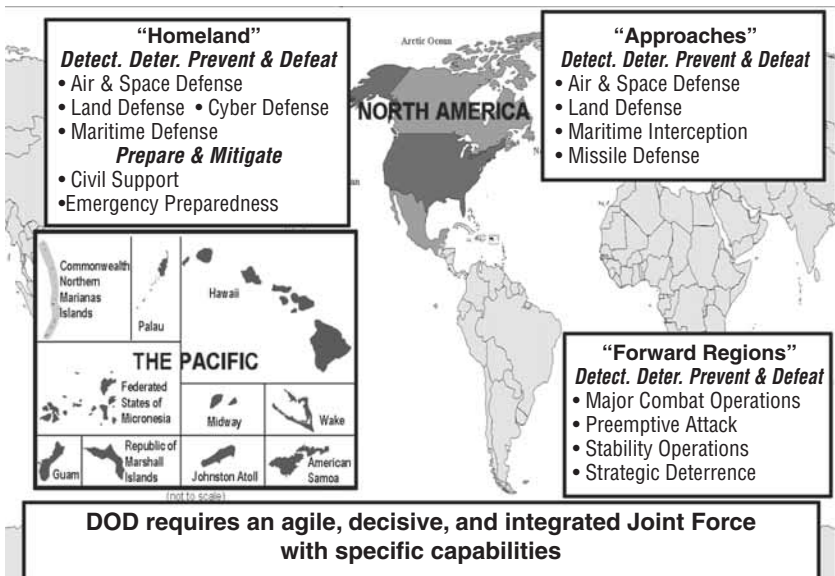 “Homeland”
Detect. Deter. Prevent & Defeat
• Air & Space Defense
• Land Defense • Cyber Defense
• Maritime Defense
Prepare & Mitigate
• Civil Support
•Emergency Preparedness
Arctic Ocean
NORTH AMERICA
“Approaches”
Detect. Deter. Prevent & Defeat
• Air & Space Defense
• Land Defense
• Maritime Interception
• Missile Defense
Commonwealth
Northern
Marianas
Islands
Palau
Hawaii
THE PACIFIC
Federated
States of
Micronesia
Midway
Wake
Guam
Republic of
Marshall
Islands
Johnston Atoll
American
Samoa
(not to scale)
“Forward Regions”
Detect. Deter. Prevent & Defeat
• Major Combat Operations
• Preemptive Attack
• Stability Operations
• Strategic Deterrence
DOD requires an agile, decisive, and integrated Joint Force
with specific capabilities